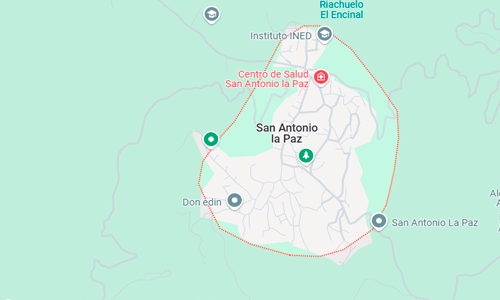 Riachuelo
El Encinal
Instituto INED
Centro de Salud
San Antonio la Paz
San Antonio
la Paz
Don edin
San Antonio La Paz